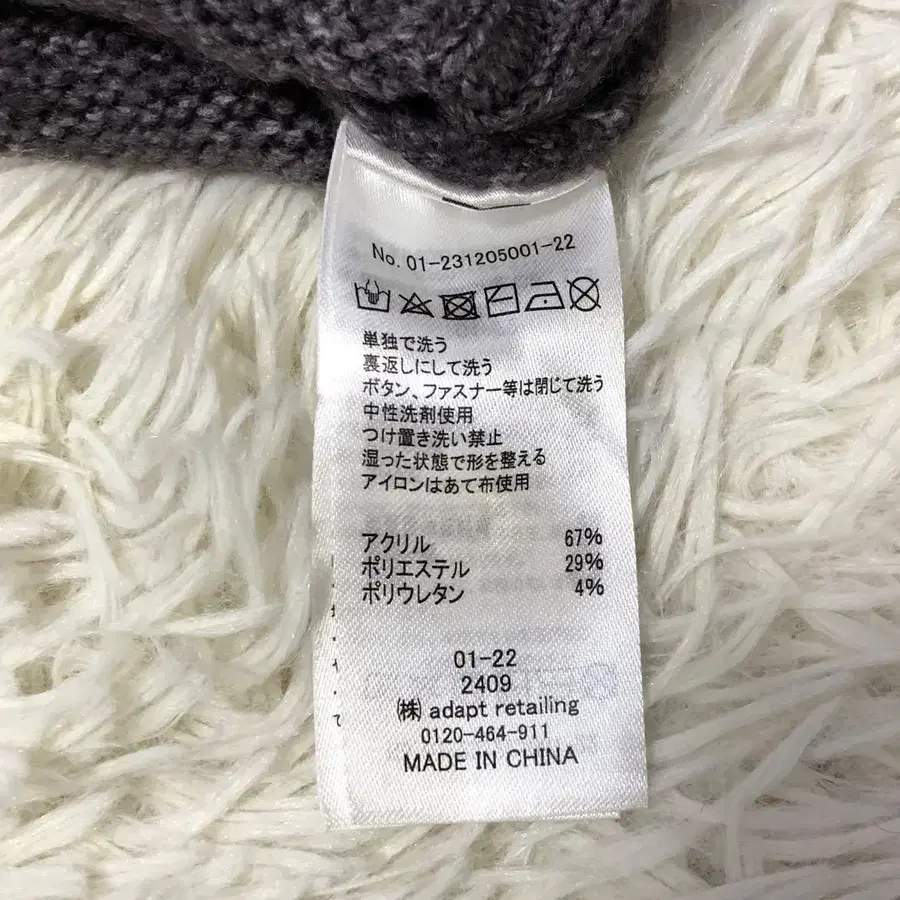 No. 01-231205001-22
単独で洗う
裏返しにして洗う
ボタン、ファスナー等は閉じて洗う
中性洗剤使用
つけ置き洗い禁止
湿った状態で形を整える
アイロンはあて布使用
アクリル 67%
ポリエステル 29%
ポリウレタン 4%
01-22
2409
㈱ adapt retailing
0120-464-911
MADE IN CHINA